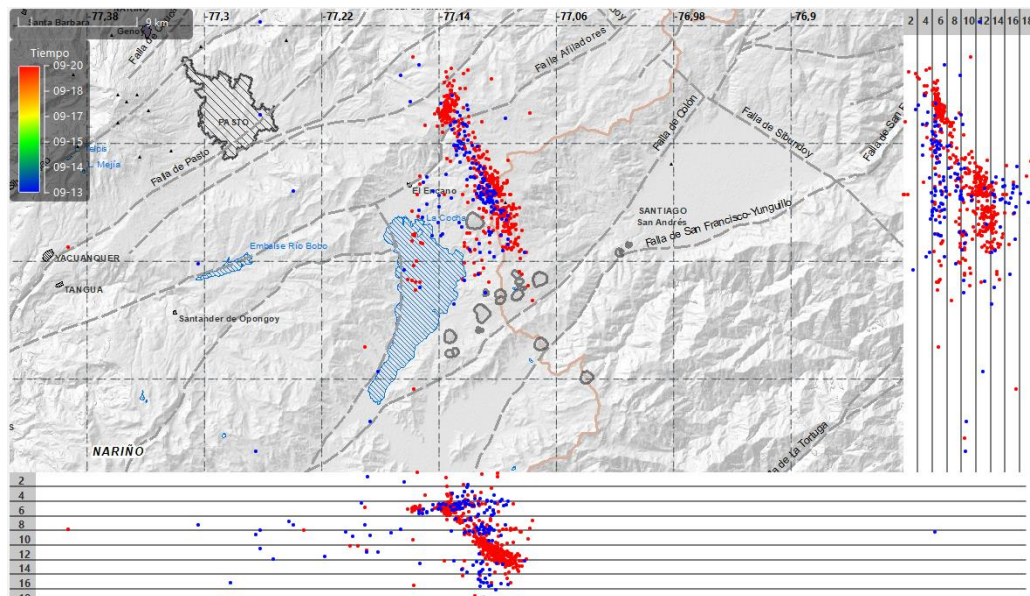 -77,38 -77,3 -77,22 -77,14 -77,06 -76,98 -76,9
2 4 6 8 10 12 14 16 18
Santa Barbara
9 km
Genoy
Tiempo
09-20
09-18
09-17
09-15
09-14
09-13
Falla Afiladores
PASTO
Falla de Pasto
Falla de Colón
Falla de Sibundoy
Mejía
El Encano
La Cocha
SANTIAGO
San Andrés
Falla de San Francisco-Yunguillo
Embalse Río Bobo
YACUANQUER
TANGUA
Santander de Opongoy
NARIÑO
la de La Tortuga
2
4
6
8
10
12
14
16